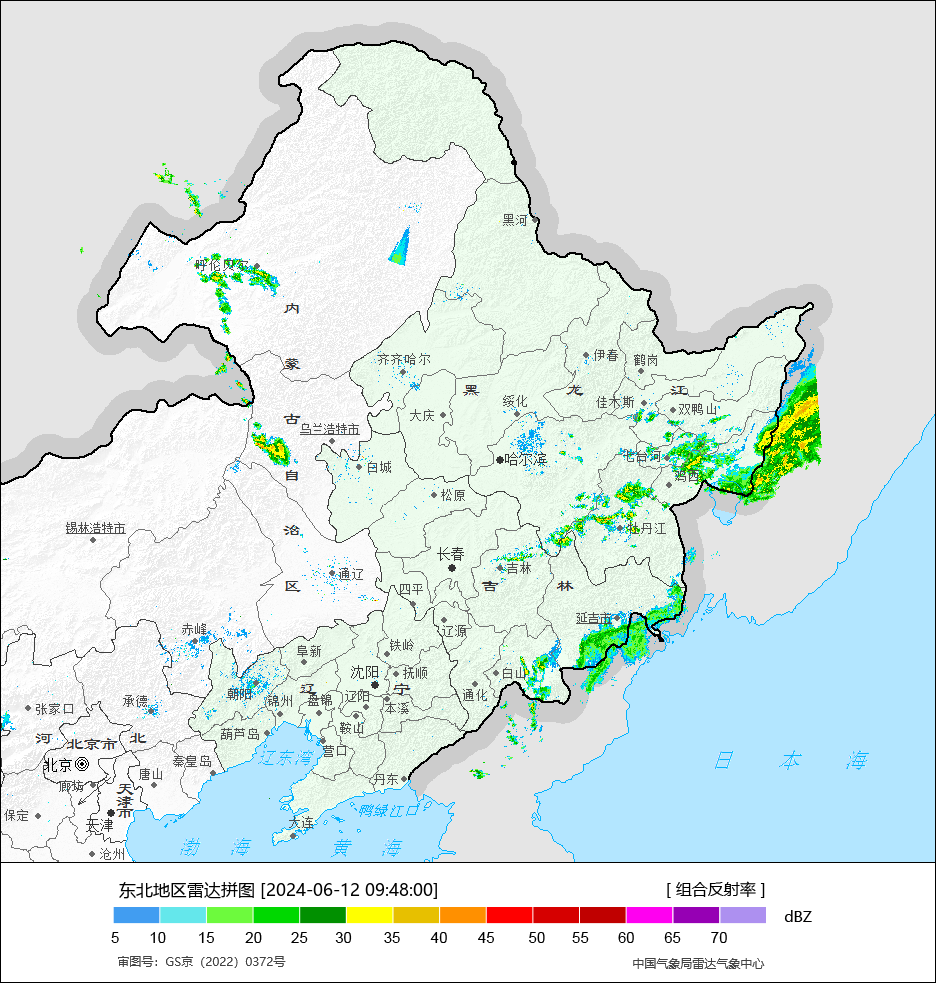 黑河
呼伦贝尔
内
伊春
鹤岗
齐齐哈尔
蒙
黑
龙
江
绥化
佳木斯
双鸭山
大庆
古
乌兰浩特市
七台河
哈尔滨
白城
自
鸡西
松原
锡林浩特市
治
牡丹江
长春
吉林
通辽
区
四平
吉
林
延吉市
辽源
赤峰
铁岭
阜新
沈阳
抚顺
白山
朝阳
辽
宁
通化
承德
锦州
盘锦
辽阳
本溪
张家口
葫芦岛
鞍山
河
北京市
北
营口
辽东湾
日 本 海
北京
秦皇岛
唐山
丹东
廊坊
天
津
市
鸭绿江口
保定
天津
大连
渤 海
黄 海
沧州
东北地区雷达拼图 [2024-06-12 09:48:00]
[ 组合反射率 ]
dBZ
5 10 15 20 25 30 35 40 45 50 55 60 65 70
审图号：GS京（2022）0372号
中国气象局雷达气象中心